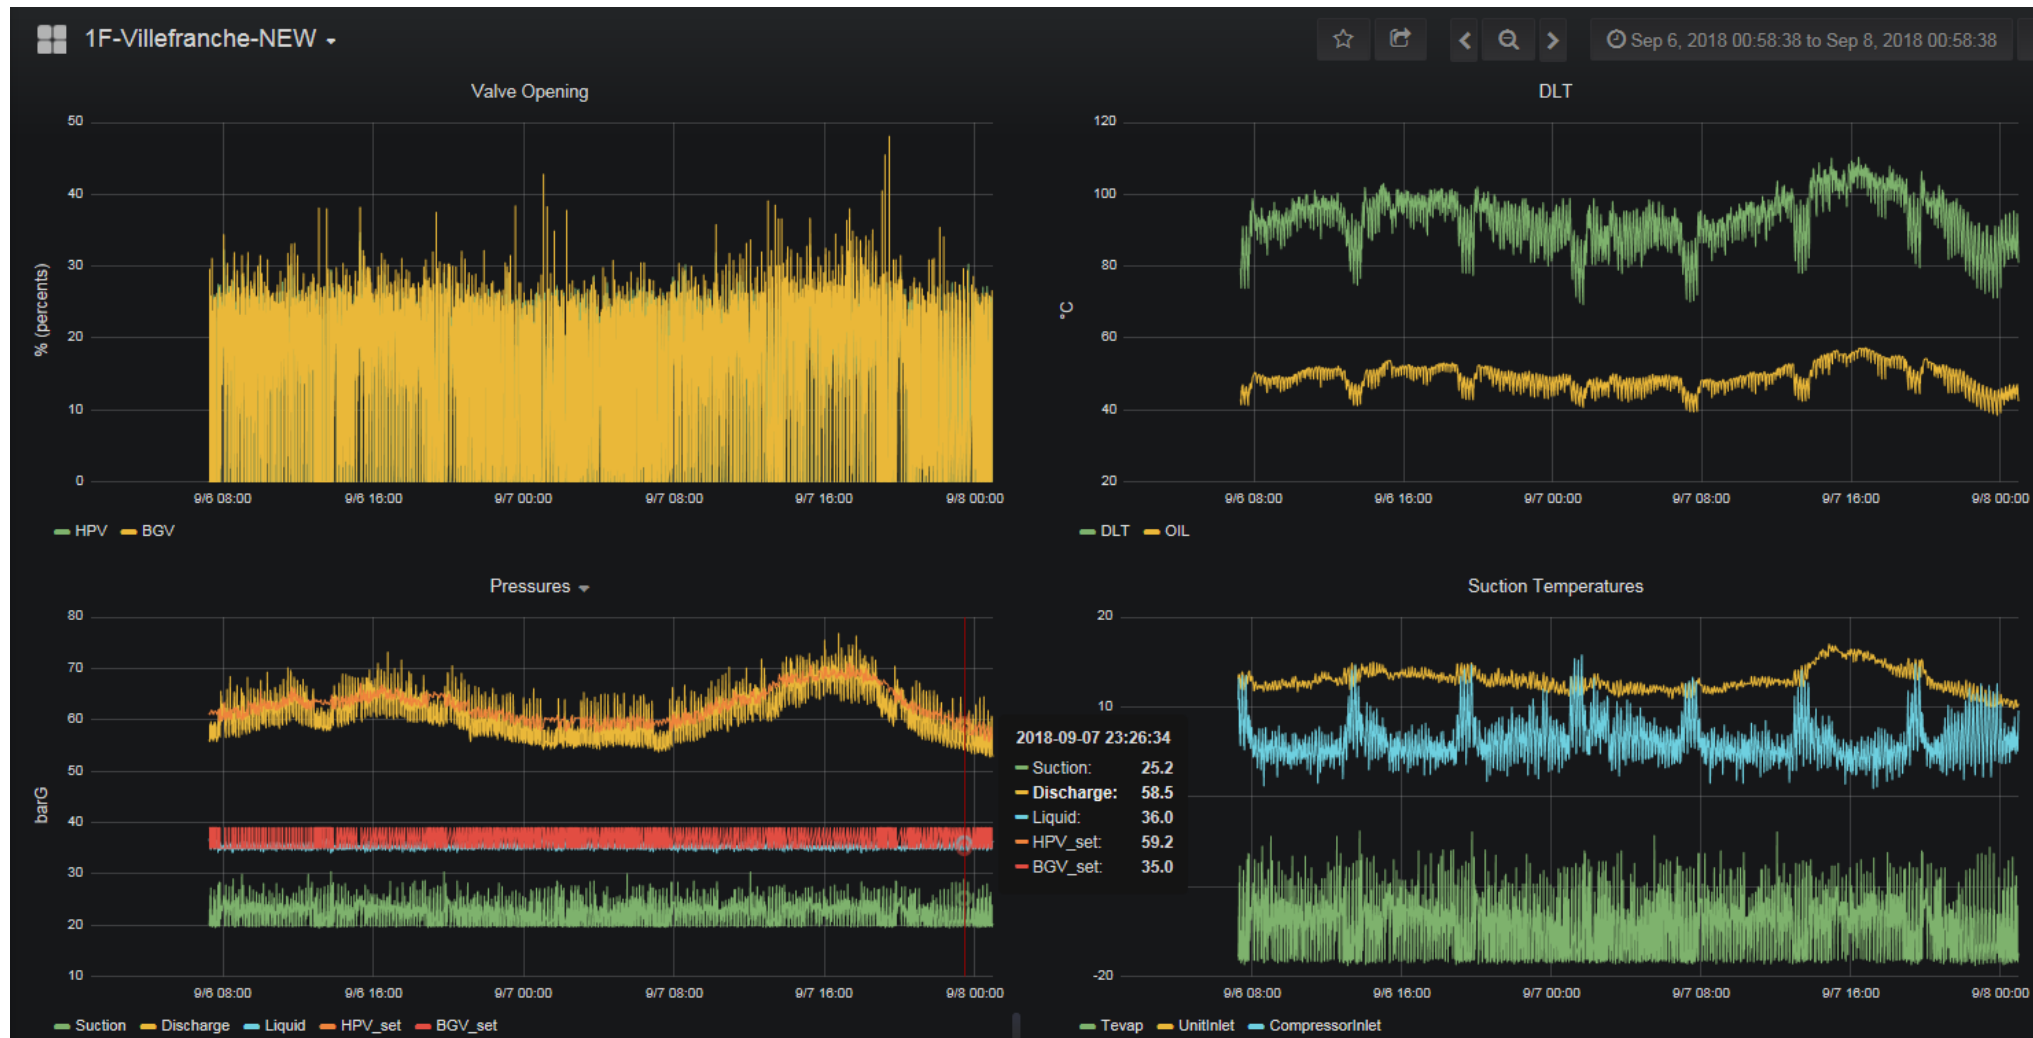 1F-Villefranche-NEW
Sep 6, 2018 00:58:38 to Sep 8, 2018 00:58:38
Valve Opening
50
40
30
20
10
0
% (percents)
9/6 08:00 9/6 16:00 9/7 00:00 9/7 08:00 9/7 16:00 9/8 00:00
HPV BGV
DLT
120
100
80
60
40
20
°C
9/6 08:00 9/6 16:00 9/7 00:00 9/7 08:00 9/7 16:00 9/8 00:00
DLT OIL
Pressures
80
70
60
50
40
30
20
10
barG
9/6 08:00 9/6 16:00 9/7 00:00 9/7 08:00 9/7 16:00 9/8 00:00
Suction Discharge Liquid HPV_set BGV_set
2018-09-07 23:26:34
Suction: 25.2
Discharge: 58.5
Liquid: 36.0
HPV_set: 59.2
BGV_set: 35.0
Suction Temperatures
20
10
-20
9/6 08:00 9/6 16:00 9/7 00:00 9/7 08:00 9/7 16:00 9/8 00:00
Tevap UnitInlet CompressorInlet